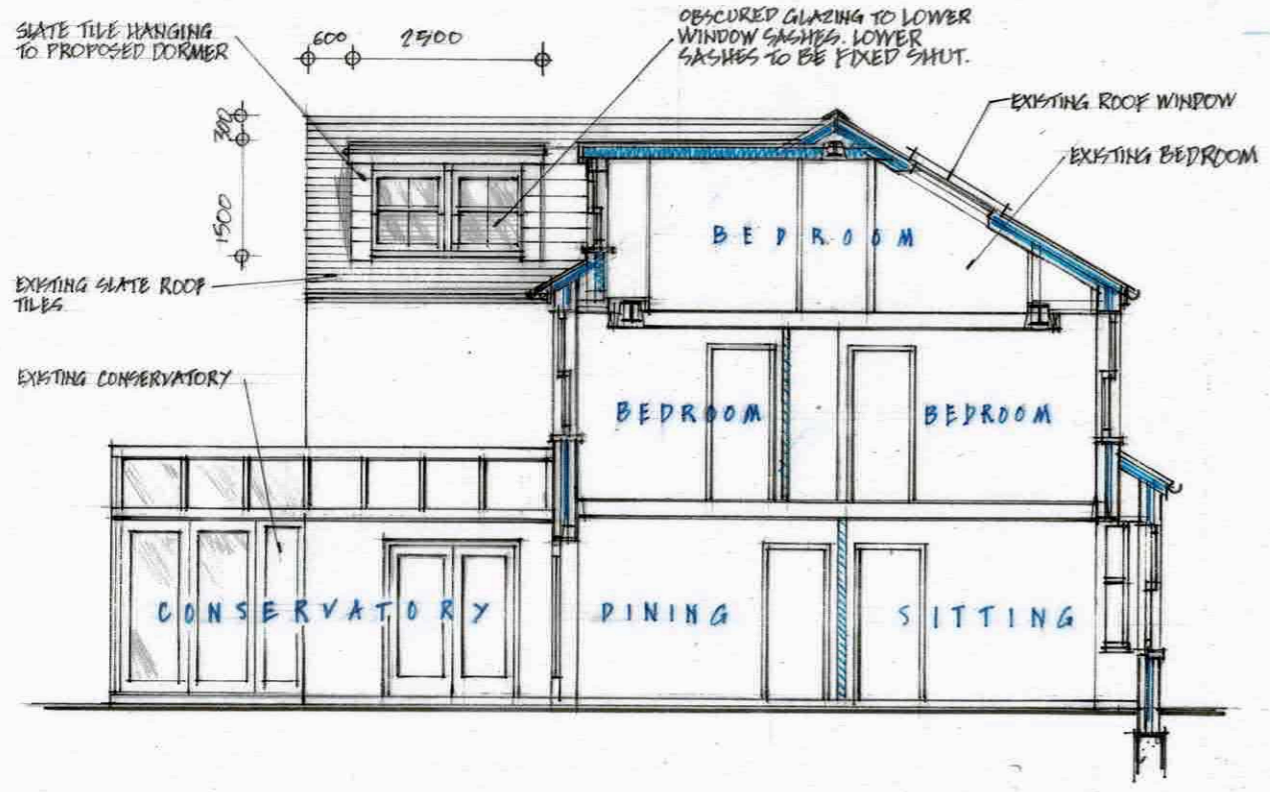 SLATE TILE HANGING
TO PROPOSED DORMER
600
2500
OBSCURED GLAZING TO LOWER
WINDOW SASHES. LOWER
SASHES TO BE FIXED SHUT.
300
1500
EXISTING ROOF WINDOW
EXISTING BEDROOM
BEDROOM
EXISTING SLATE ROOF
TILES
EXISTING CONSERVATORY
BEDROOM
BEDROOM
CONSERVATORY
DINING
SITTING